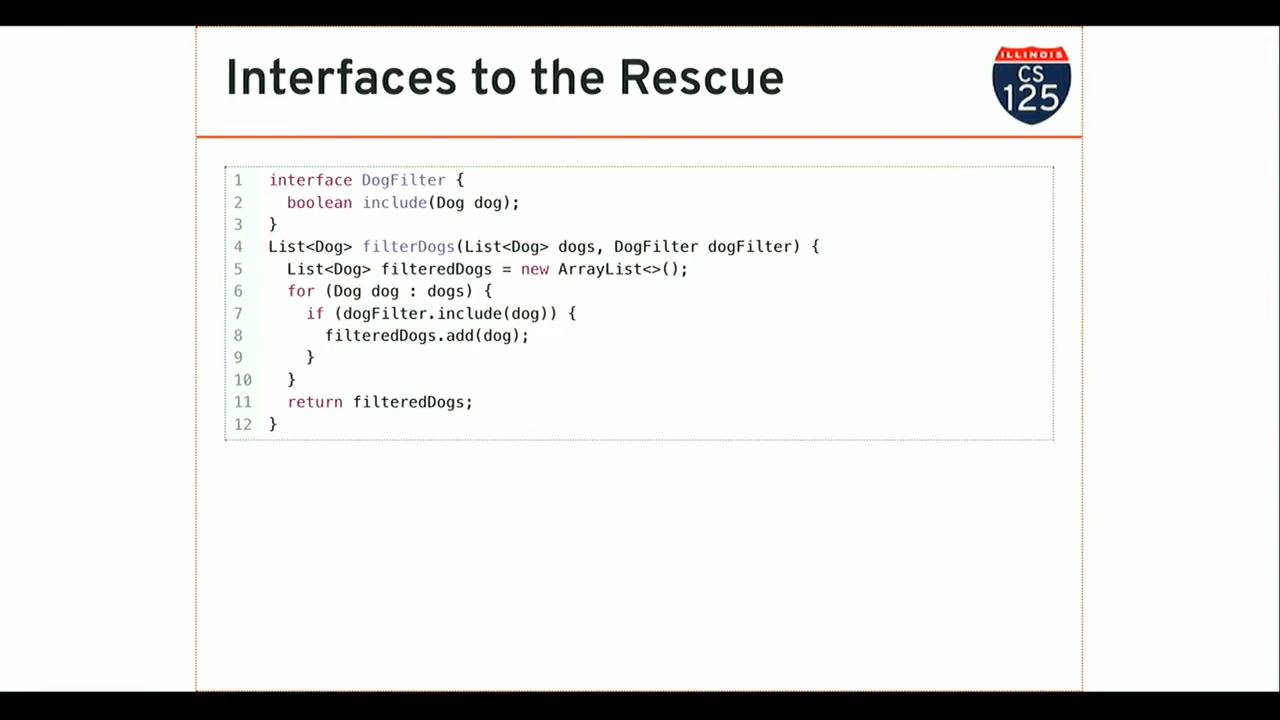 Interfaces to the Rescue
ILLINOIS
CS
125
1 interface DogFilter {
2   boolean include(Dog dog);
3 }
4 List<Dog> filterDogs(List<Dog> dogs, DogFilter dogFilter) {
5   List<Dog> filteredDogs = new ArrayList<>();
6   for (Dog dog : dogs) {
7     if (dogFilter.include(dog)) {
8       filteredDogs.add(dog);
9     }
10   }
11   return filteredDogs;
12 }